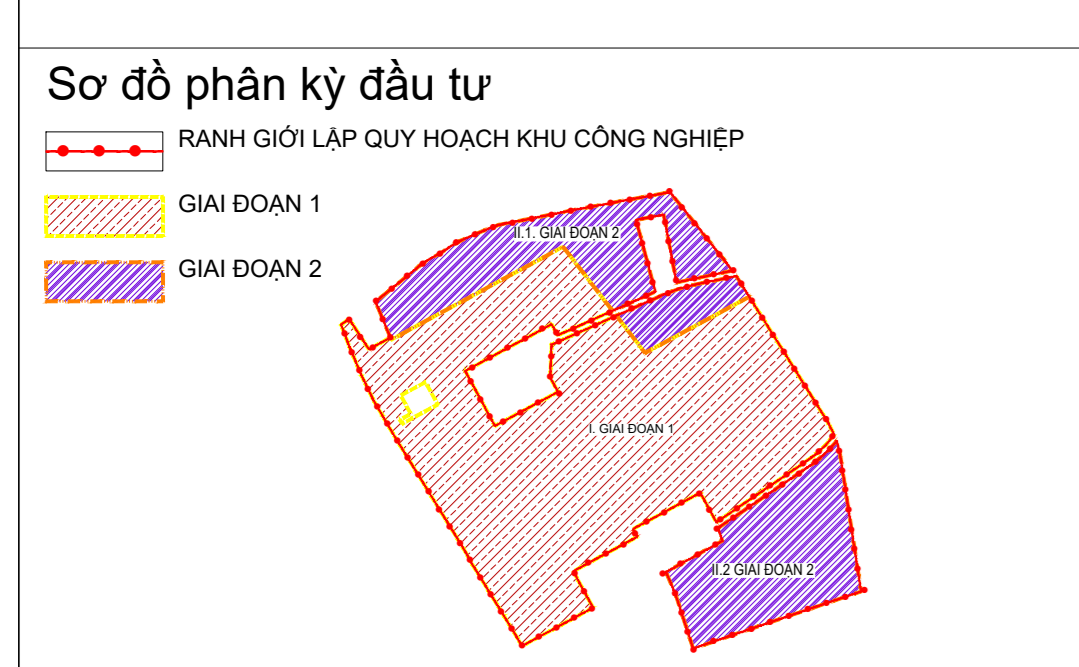 Sơ đồ phân kỳ đầu tư
RANH GIỚI LẬP QUY HOẠCH KHU CÔNG NGHIỆP
GIAI ĐOẠN 1
GIAI ĐOẠN 2
II.1. GIAI ĐOẠN 2
I. GIAI ĐOẠN 1
II.2 GIAI ĐOẠN 2